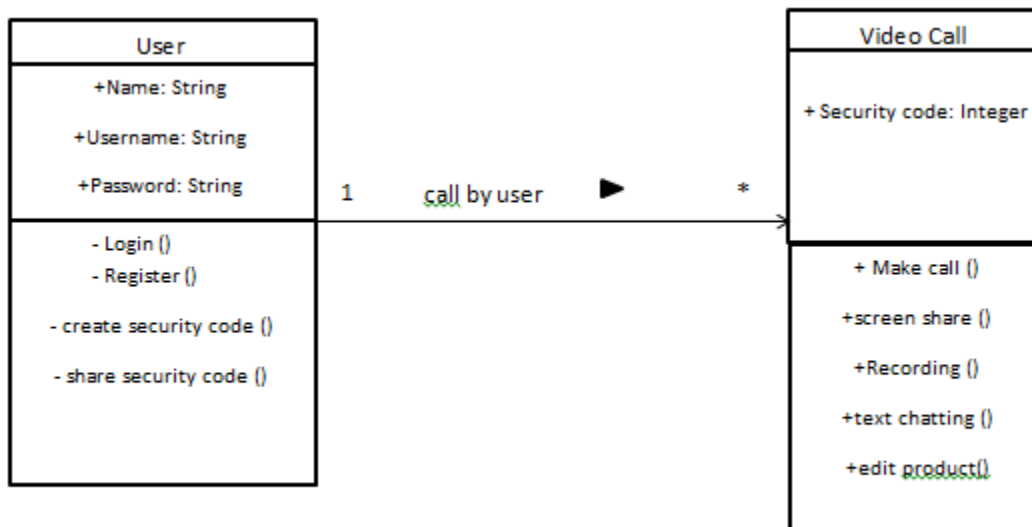 User
+Name: String
+Username: String
+Password: String
- Login ()
- Register ()
- create security code ()
- share security code ()
1 call by user *
Video Call
+ Security code: Integer
+ Make call ()
+screen share ()
+Recording ()
+text chatting ()
+edit product()